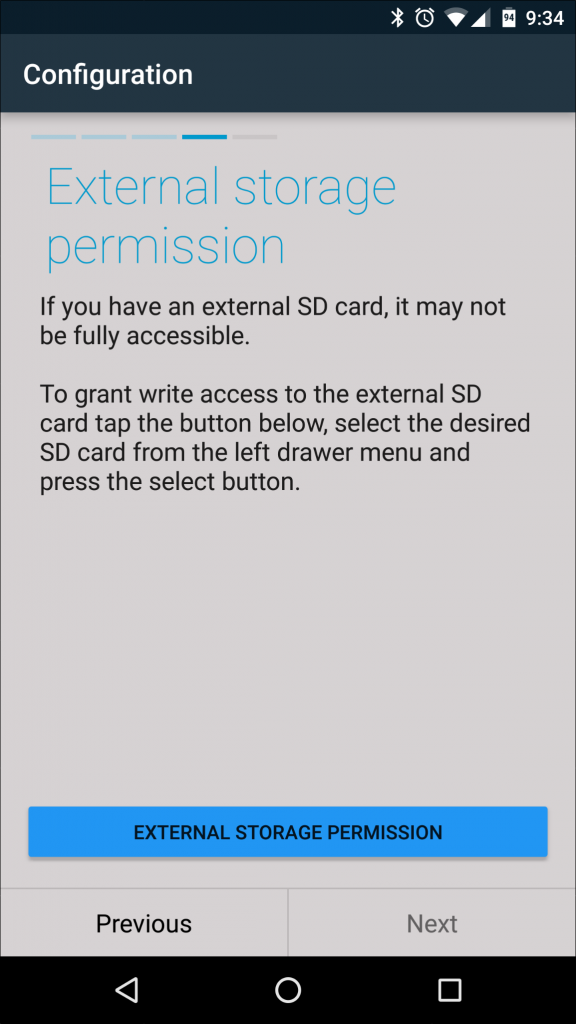 94 9:34
Configuration
External storage
permission
If you have an external SD card, it may not
be fully accessible.
To grant write access to the external SD
card tap the button below, select the desired
SD card from the left drawer menu and
press the select button.
EXTERNAL STORAGE PERMISSION
Previous Next